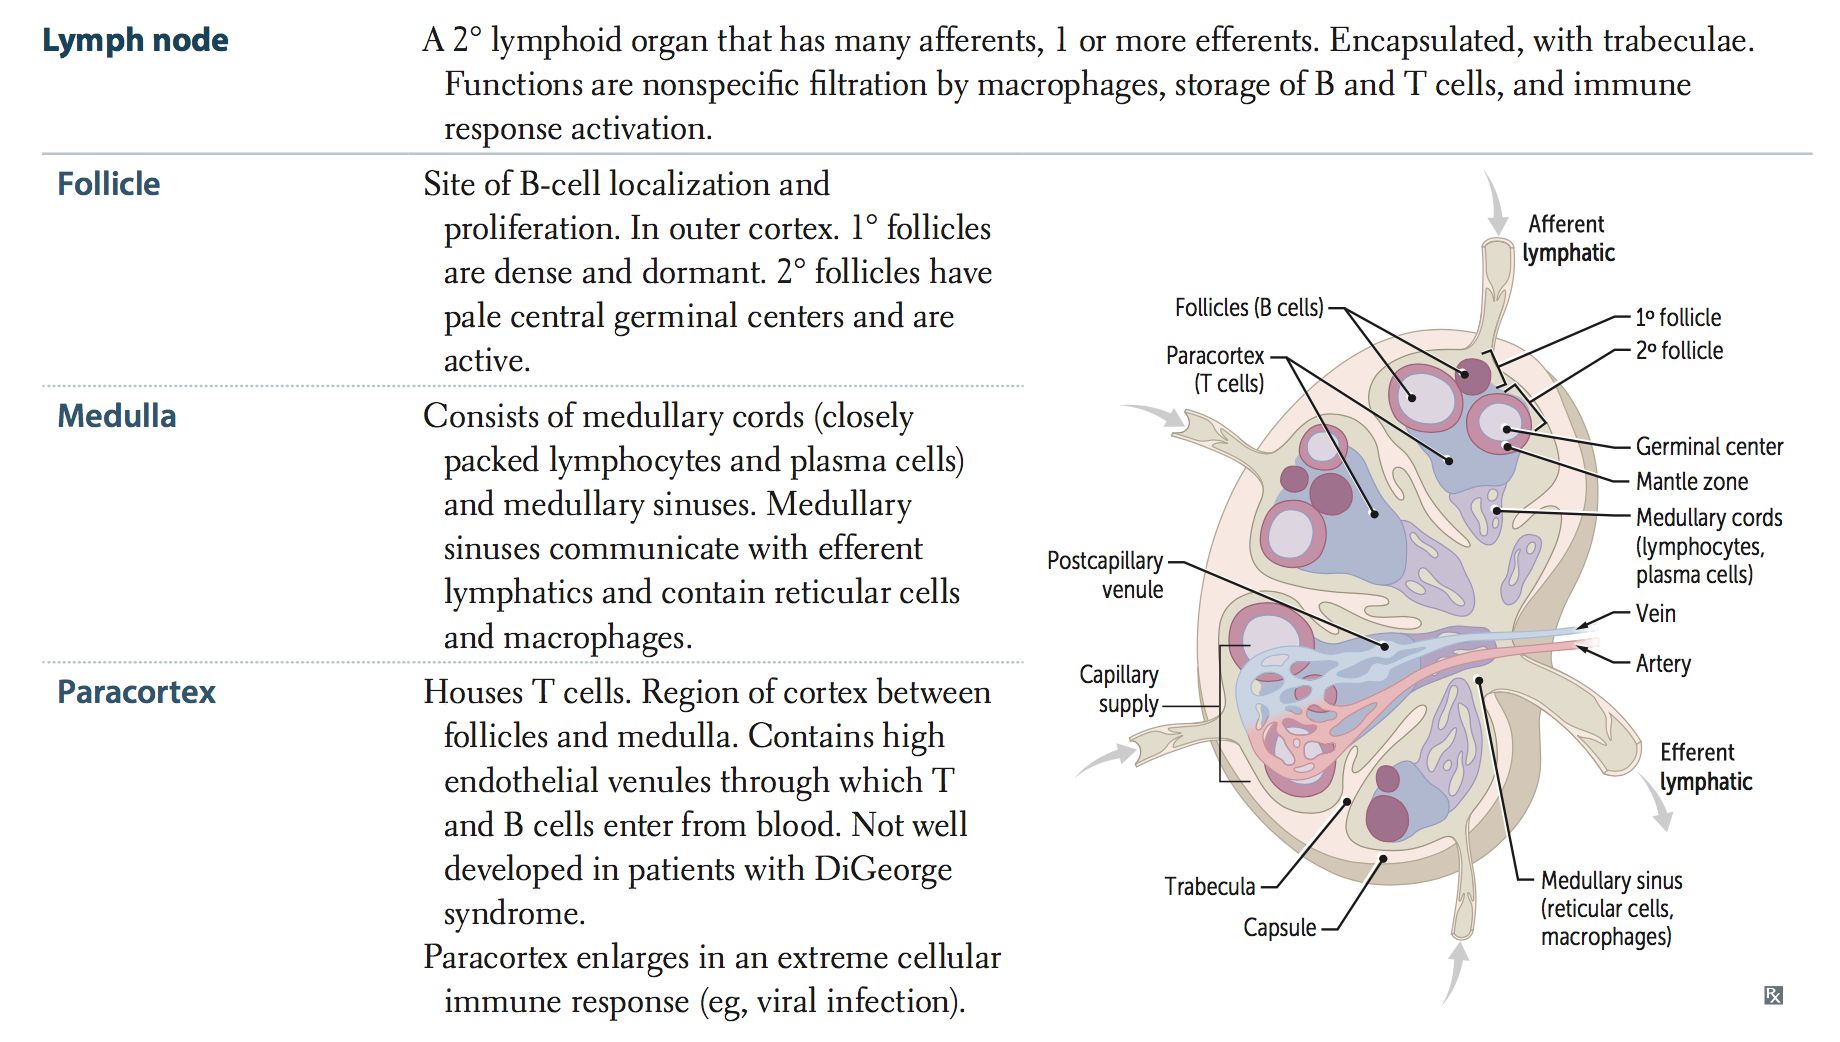 Lymph node
A 2° lymphoid organ that has many afferents, 1 or more efferents. Encapsulated, with trabeculae.
Functions are nonspecific filtration by macrophages, storage of B and T cells, and immune
response activation.
Follicle
Site of B-cell localization and
proliferation. In outer cortex. 1° follicles
are dense and dormant. 2° follicles have
pale central germinal centers and are
active.
Medulla
Consists of medullary cords (closely
packed lymphocytes and plasma cells)
and medullary sinuses. Medullary
sinuses communicate with efferent
lymphatics and contain reticular cells
and macrophages.
Paracortex
Houses T cells. Region of cortex between
follicles and medulla. Contains high
endothelial venules through which T
and B cells enter from blood. Not well
developed in patients with DiGeorge
syndrome.
Paracortex enlarges in an extreme cellular
immune response (eg, viral infection).
Afferent
lymphatic
Follicles (B cells)
1º follicle
2º follicle
Paracortex
(T cells)
Germinal center
Mantle zone
Medullary cords
(lymphocytes,
plasma cells)
Postcapillary
venule
Vein
Artery
Capillary
supply
Efferent
lymphatic
Trabecula
Capsule
Medullary sinus
(reticular cells,
macrophages)
Rx